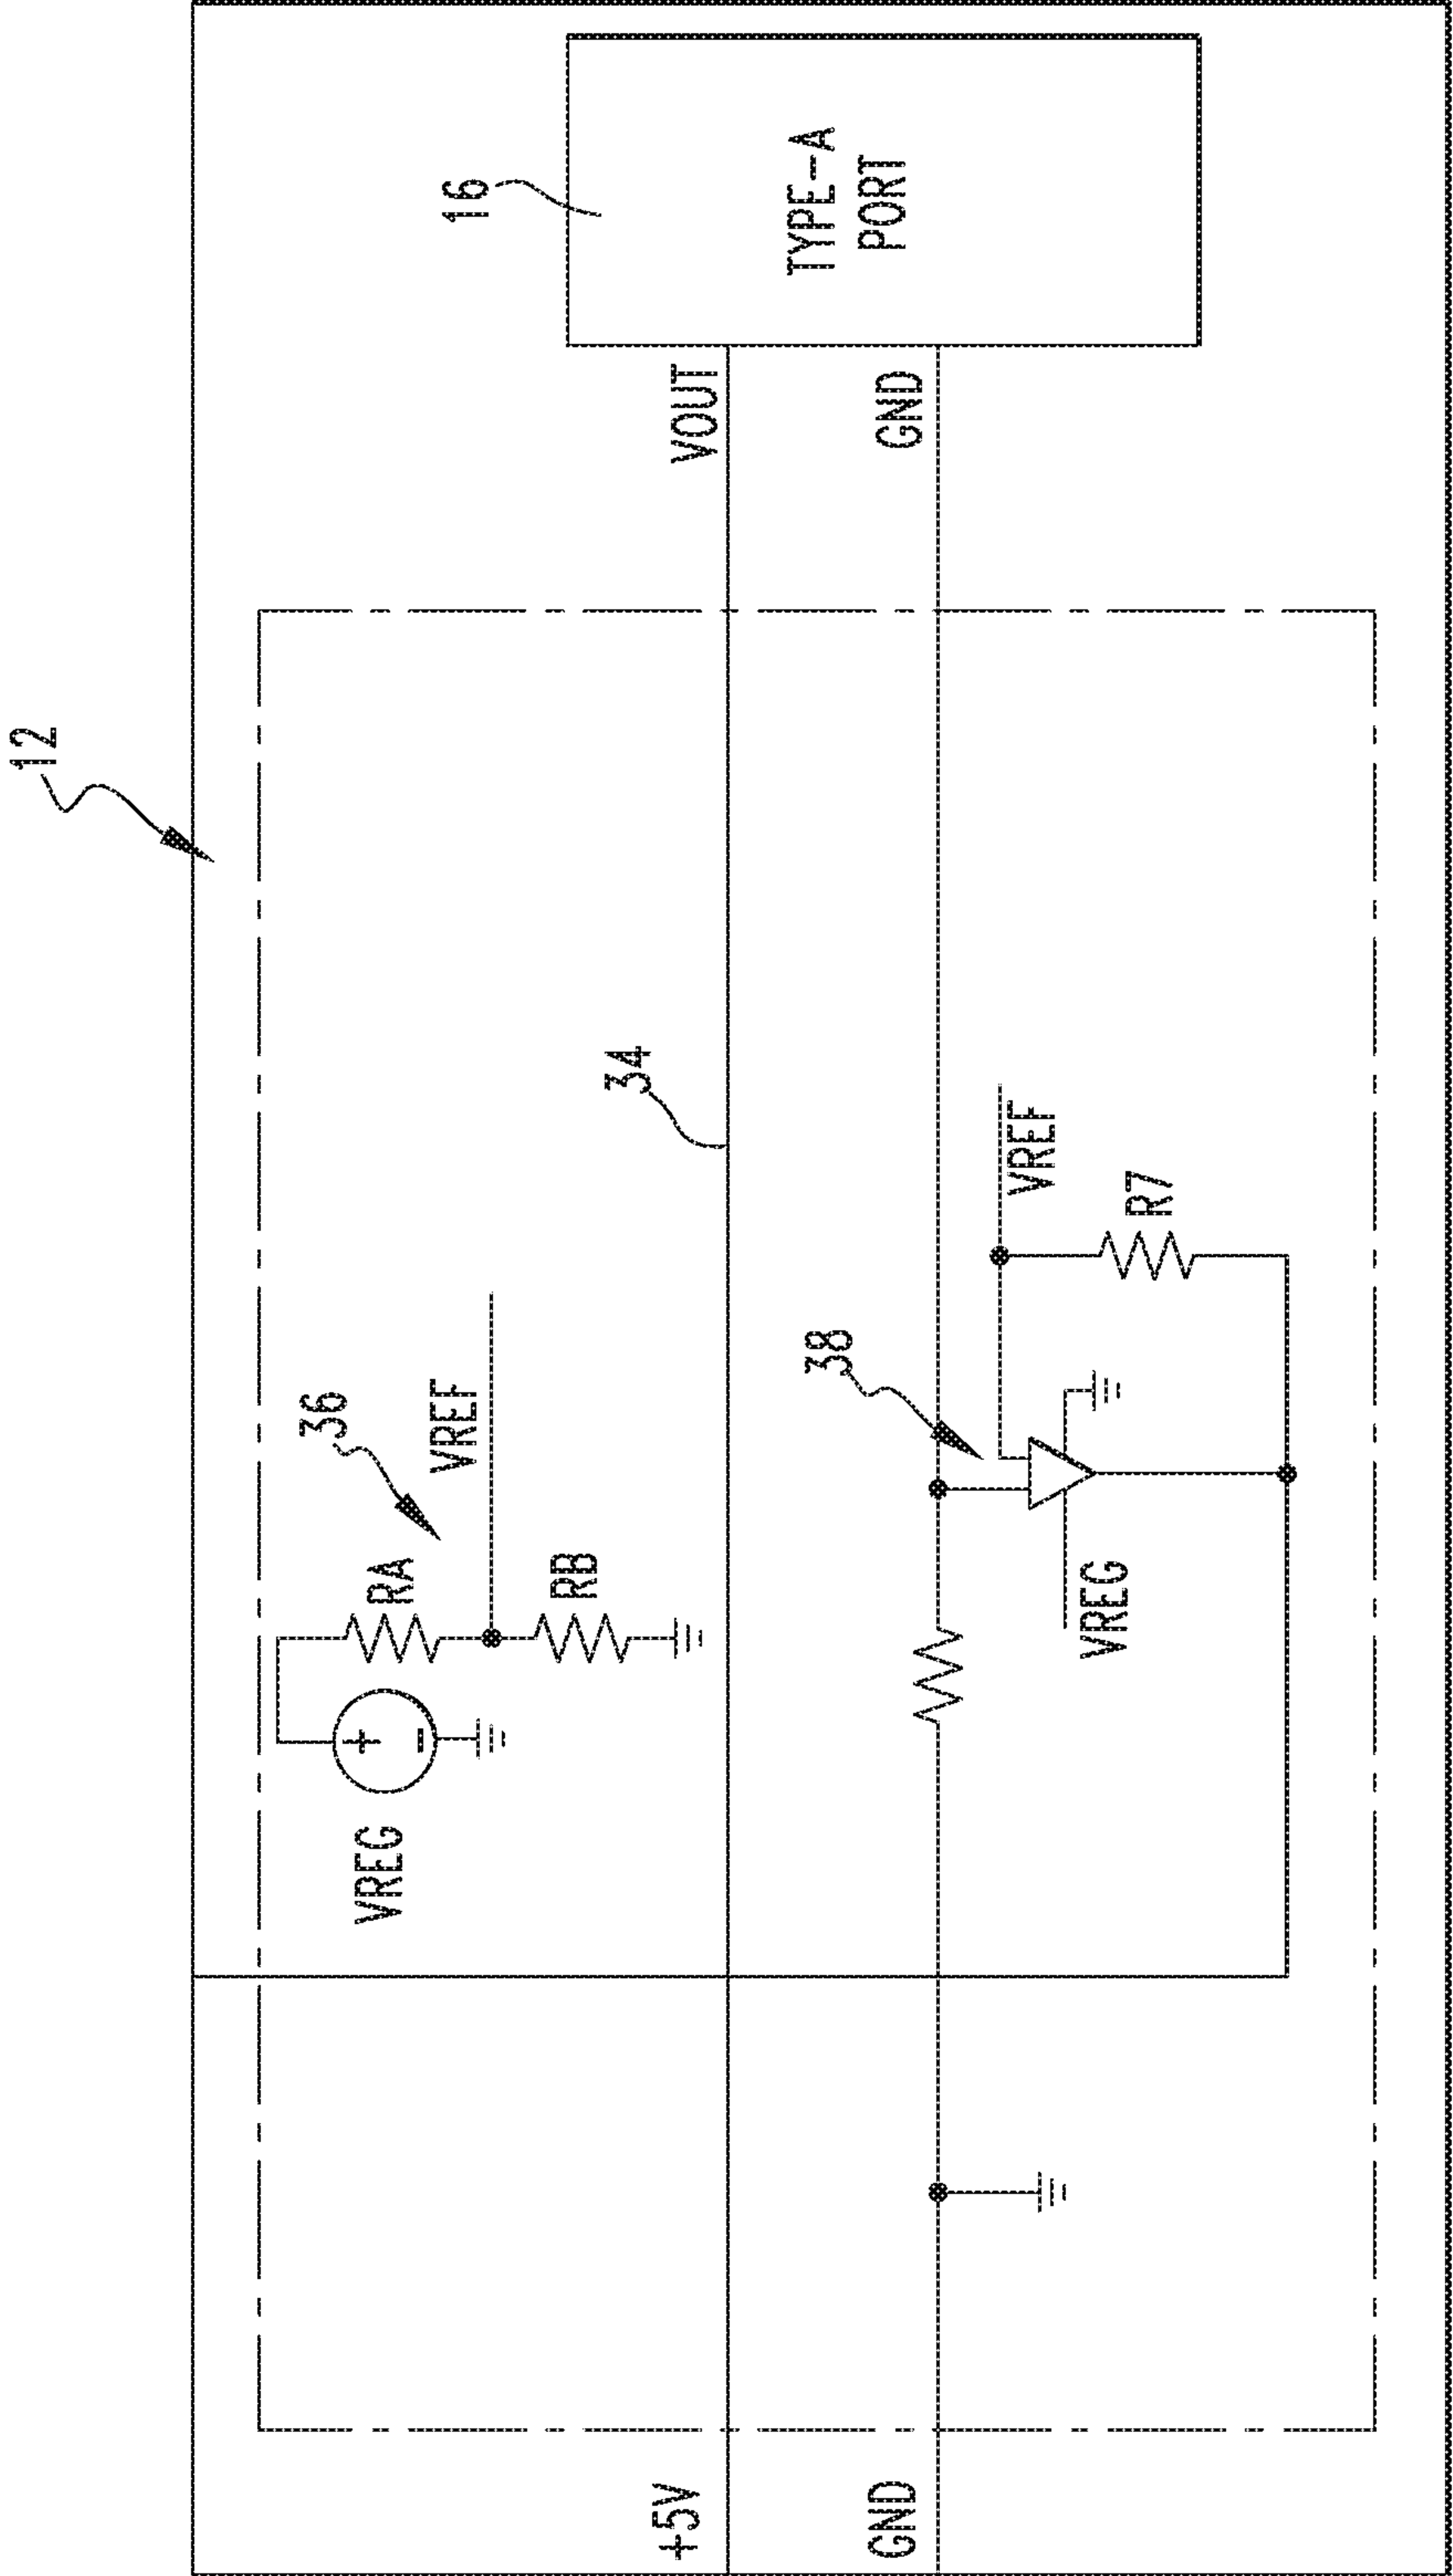 12
16
TYPE-A
PORT
VOUT
GND
34
36
VREF
RA
RB
VREG
+
-
38
VREF
R7
VREG
+5V
GND